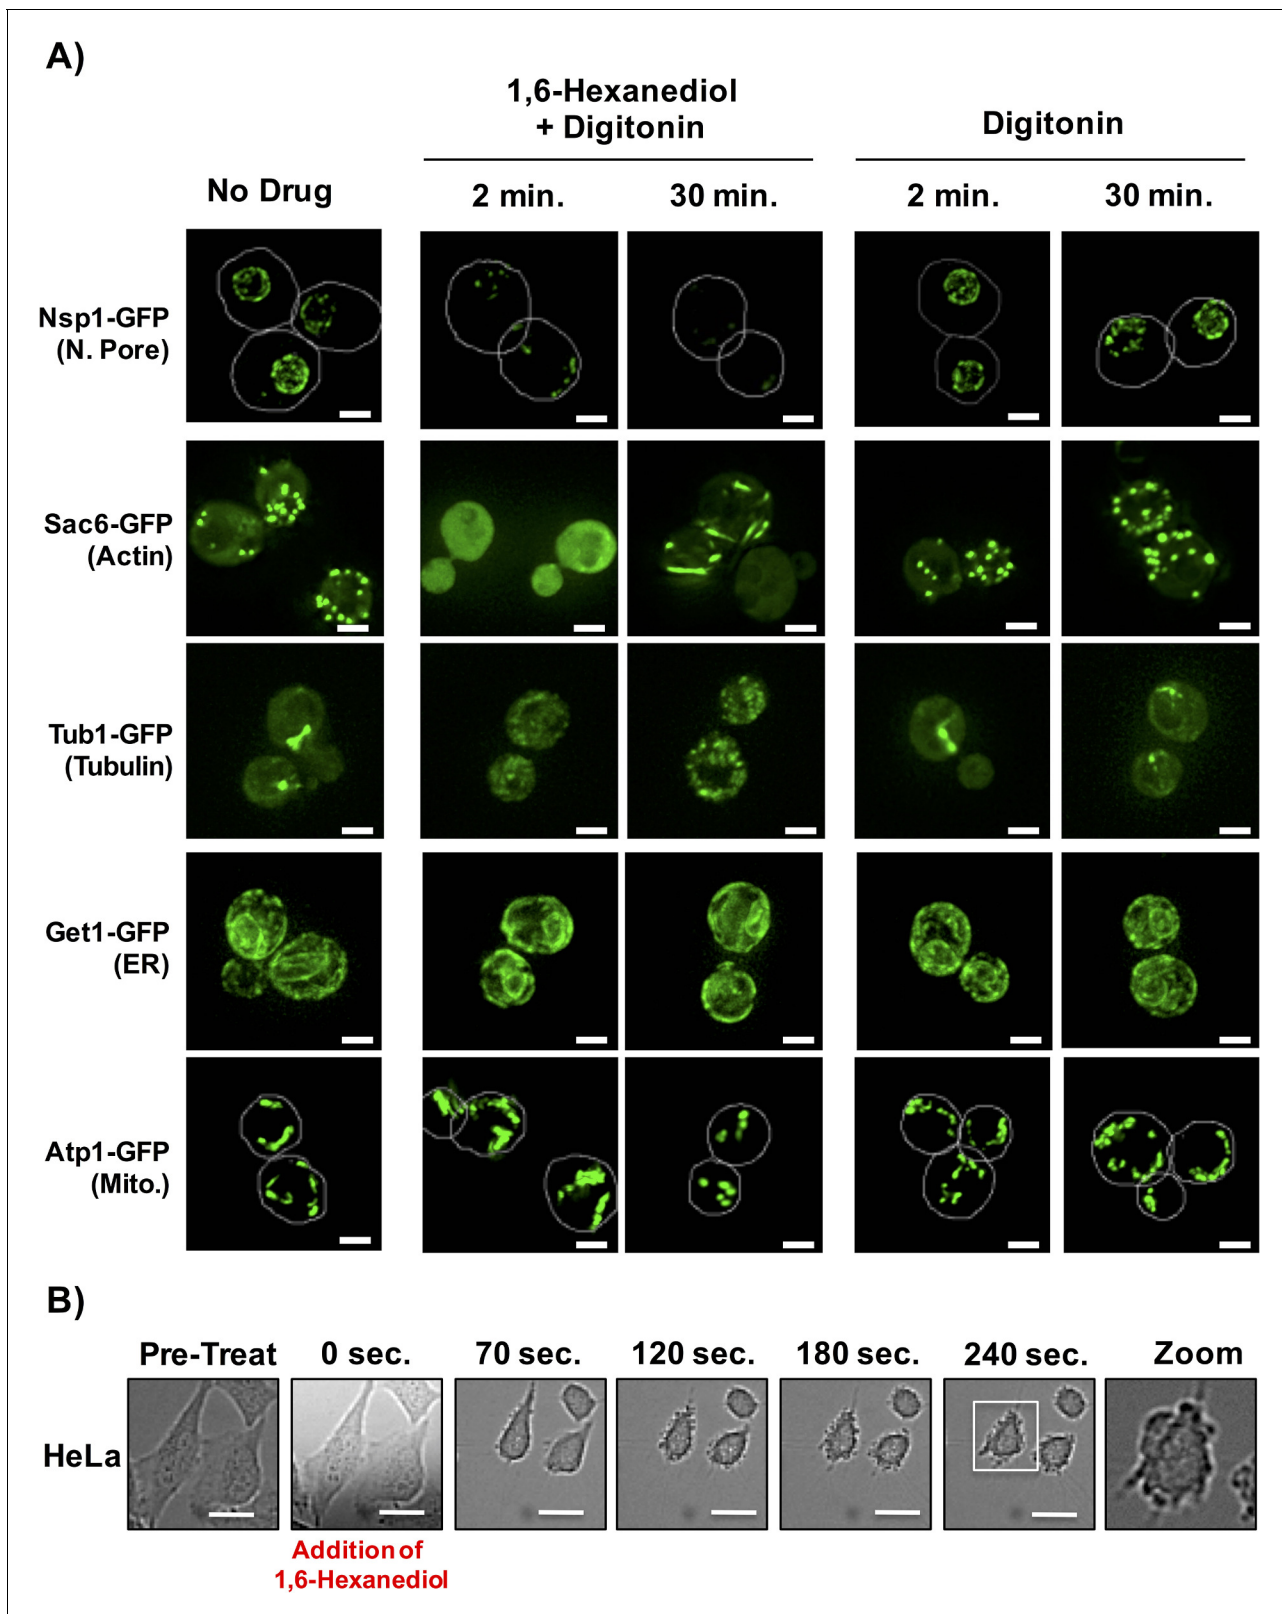 A)
1,6-Hexanediol
+ Digitonin
Digitonin
No Drug
2 min.
30 min.
2 min.
30 min.
Nsp1-GFP
(N. Pore)
Sac6-GFP
(Actin)
Tub1-GFP
(Tubulin)
Get1-GFP
(ER)
Atp1-GFP
(Mito.)
B)
Pre-Treat
0 sec.
70 sec.
120 sec.
180 sec.
240 sec.
Zoom
HeLa
Addition of
1,6-Hexanediol